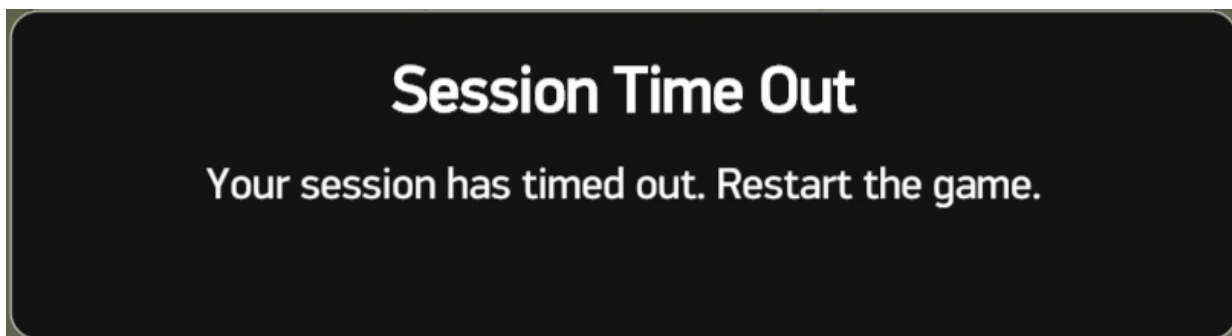 Session Time Out
Your session has timed out. Restart the game.